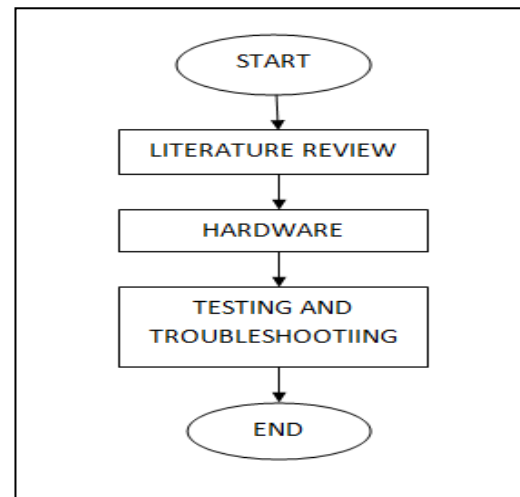 START
LITERATURE REVIEW
HARDWARE
TESTING AND
TROUBLESHOOTIING
END